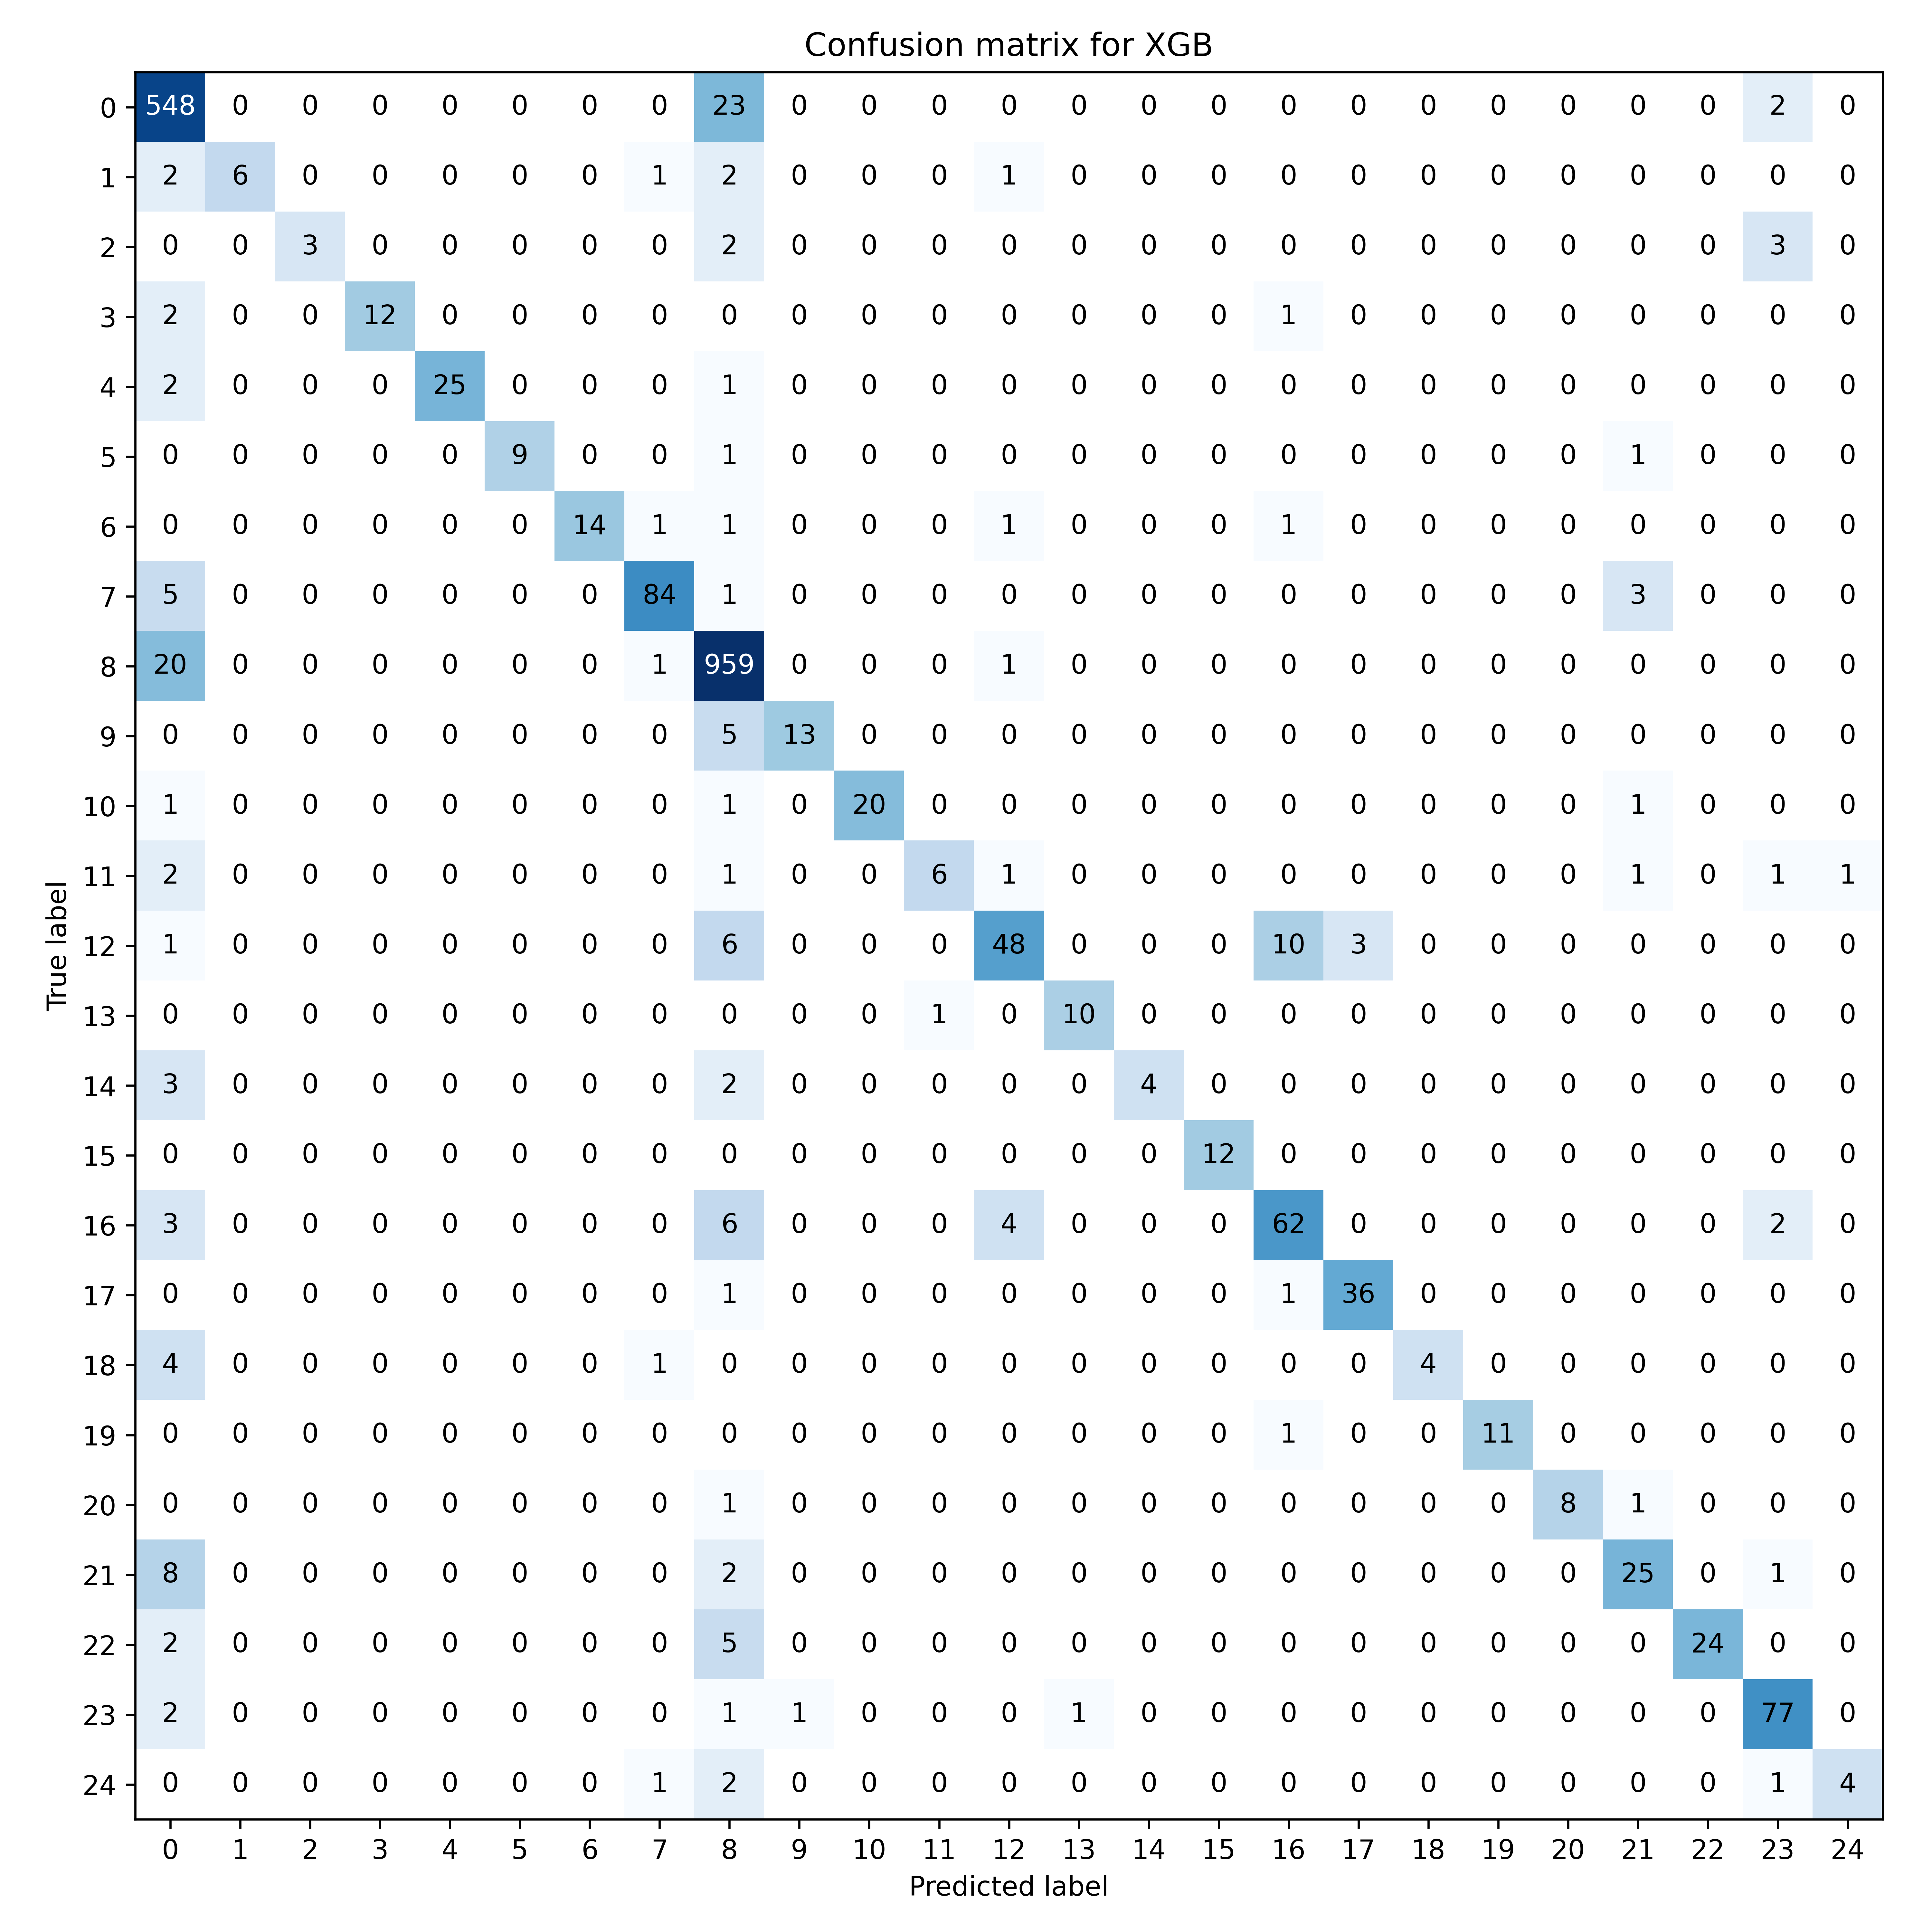 Confusion matrix for XGB
0 548 0 0 0 0 0 0 0 23 0 0 0 0 0 0 0 0 0 0 0 0 0 0 2 0
1 2 6 0 0 0 0 0 1 2 0 0 0 1 0 0 0 0 0 0 0 0 0 0 0 0
2 0 0 3 0 0 0 0 0 2 0 0 0 0 0 0 0 0 0 0 0 0 0 0 3 0
3 2 0 0 12 0 0 0 0 0 0 0 0 0 0 0 0 1 0 0 0 0 0 0 0 0
4 2 0 0 0 25 0 0 0 1 0 0 0 0 0 0 0 0 0 0 0 0 0 0 0 0
5 0 0 0 0 0 9 0 0 1 0 0 0 0 0 0 0 0 0 0 0 0 1 0 0 0
6 0 0 0 0 0 0 14 1 1 0 0 0 1 0 0 0 1 0 0 0 0 0 0 0 0
7 5 0 0 0 0 0 0 84 1 0 0 0 0 0 0 0 0 0 0 0 0 3 0 0 0
8 20 0 0 0 0 0 0 1 959 0 0 0 1 0 0 0 0 0 0 0 0 0 0 0 0
9 0 0 0 0 0 0 0 0 5 13 0 0 0 0 0 0 0 0 0 0 0 0 0 0 0
10 1 0 0 0 0 0 0 0 1 0 20 0 0 0 0 0 0 0 0 0 0 1 0 0 0
11 2 0 0 0 0 0 0 0 1 0 0 6 1 0 0 0 0 0 0 0 0 1 0 1 1
12 1 0 0 0 0 0 0 0 6 0 0 0 48 0 0 0 10 3 0 0 0 0 0 0 0
13 0 0 0 0 0 0 0 0 0 0 0 1 0 10 0 0 0 0 0 0 0 0 0 0 0
14 3 0 0 0 0 0 0 0 2 0 0 0 0 0 4 0 0 0 0 0 0 0 0 0 0
15 0 0 0 0 0 0 0 0 0 0 0 0 0 0 0 12 0 0 0 0 0 0 0 0 0
16 3 0 0 0 0 0 0 0 6 0 0 0 4 0 0 0 62 0 0 0 0 0 0 2 0
17 0 0 0 0 0 0 0 0 1 0 0 0 0 0 0 0 1 36 0 0 0 0 0 0 0
18 4 0 0 0 0 0 0 1 0 0 0 0 0 0 0 0 0 0 4 0 0 0 0 0 0
19 0 0 0 0 0 0 0 0 0 0 0 0 0 0 0 0 1 0 0 11 0 0 0 0 0
20 0 0 0 0 0 0 0 0 1 0 0 0 0 0 0 0 0 0 0 0 8 1 0 0 0
21 8 0 0 0 0 0 0 0 2 0 0 0 0 0 0 0 0 0 0 0 0 25 0 1 0
22 2 0 0 0 0 0 0 0 5 0 0 0 0 0 0 0 0 0 0 0 0 0 24 0 0
23 2 0 0 0 0 0 0 0 1 1 0 0 0 1 0 0 0 0 0 0 0 0 0 77 0
24 0 0 0 0 0 0 0 1 2 0 0 0 0 0 0 0 0 0 0 0 0 0 0 1 4
True label
0 1 2 3 4 5 6 7 8 9 10 11 12 13 14 15 16 17 18 19 20 21 22 23 24
Predicted label